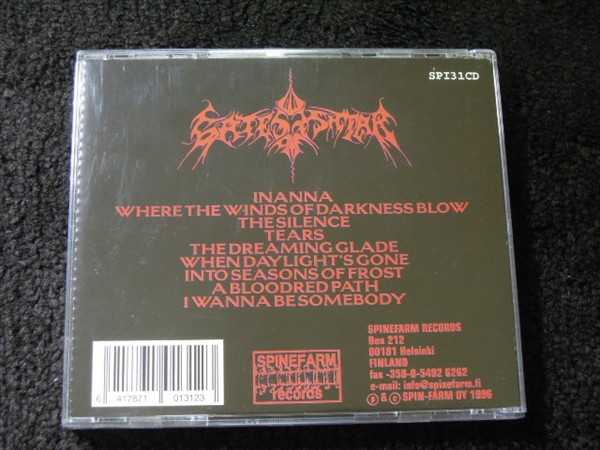 SPI31CD
GATES OF ISHTAR
INANNA
WHERE THE WINDS OF DARKNESS BLOW
THE SILENCE
TEARS
THE DREAMING GLADE
WHEN DAYLIGHT'S GONE
INTO SEASONS OF FROST
A BLOODRED PATH
I WANNA BE SOMEBODY
6 417871 013123
SPINEFARM
records
SPINEFARM RECORDS
Box 212
00181 Helsinki
FINLAND
fax -358-0-5492 6262
e-mail: info@spinefarm.fi
℗ & © SPIN-FARM OY 1996